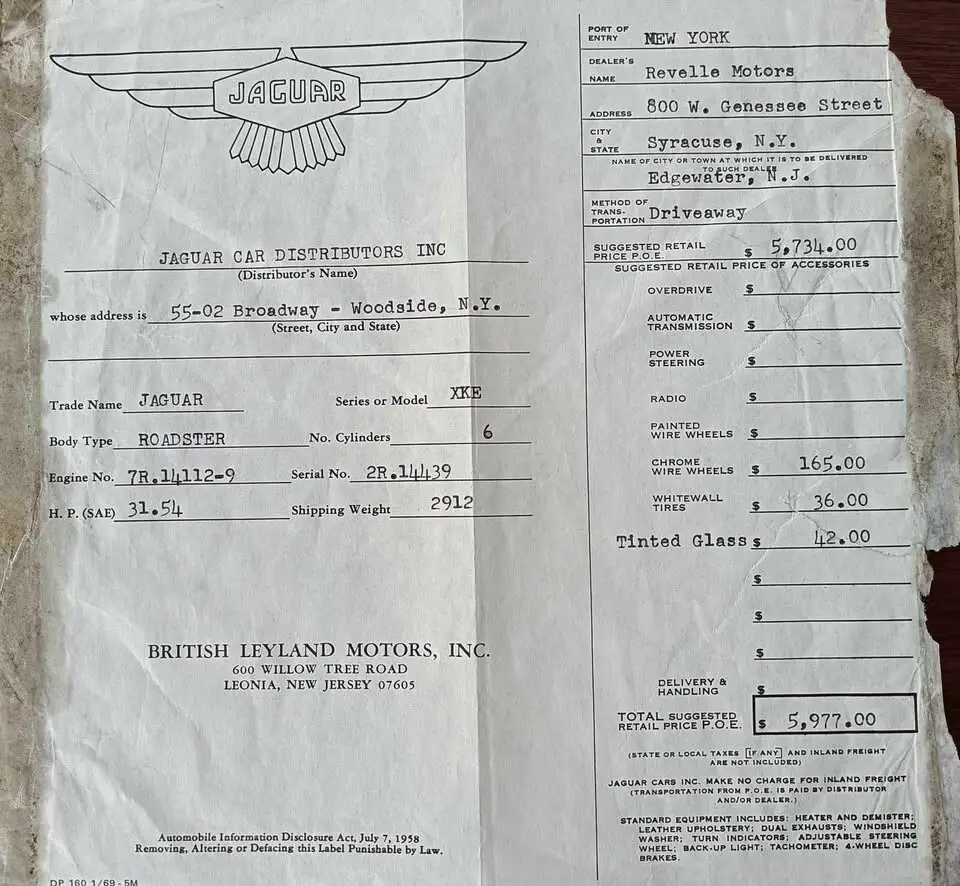 JAGUAR
JAGUAR CAR DISTRIBUTORS INC
(Distributor's Name)
whose address is 55-02 Broadway - Woodside, N.Y.
(Street, City and State)
Trade Name JAGUAR Series or Model XKE
Body Type ROADSTER No. Cylinders 6
Engine No. 7R.14112-9 Serial No. 2R.14439
H. P. (SAE) 31.54 Shipping Weight 2912
BRITISH LEYLAND MOTORS, INC.
600 WILLOW TREE ROAD
LEONIA, NEW JERSEY 07605
Automobile Information Disclosure Act, July 7, 1958
Removing, Altering or Defacing this Label Punishable by Law.
DP 160 1/69-5M
PORT OF
ENTRY NEW YORK
DEALER'S
NAME Revelle Motors
ADDRESS 800 W. Genessee Street
CITY
&
STATE Syracuse, N.Y.
NAME OF CITY OR TOWN AT WHICH IT IS TO BE DELIVERED
TO SUCH DEALER
Edgewater, N.J.
METHOD OF
TRANS-
PORTATION Driveaway
SUGGESTED RETAIL
PRICE P.O.E. $ 5,734.00
SUGGESTED RETAIL PRICE OF ACCESSORIES
OVERDRIVE $
AUTOMATIC
TRANSMISSION $
POWER
STEERING $
RADIO $
PAINTED
WIRE WHEELS $
CHROME
WIRE WHEELS $ 165.00
WHITEWALL
TIRES $ 36.00
Tinted Glass $ 42.00
$
$
$
DELIVERY &
HANDLING $
TOTAL SUGGESTED
RETAIL PRICE P.O.E. $ 5,977.00
(STATE OR LOCAL TAXES [IF ANY] AND INLAND FREIGHT
ARE NOT INCLUDED)
JAGUAR CARS INC. MAKE NO CHARGE FOR INLAND FREIGHT
(TRANSPORTATION FROM P.O.E. IS PAID BY DISTRIBUTOR
AND/OR DEALER.)
STANDARD EQUIPMENT INCLUDES: HEATER AND DEMISTER;
LEATHER UPHOLSTERY; DUAL EXHAUSTS; WINDSHIELD
WASHER; TURN INDICATORS; ADJUSTABLE STEERING
WHEEL; BACK-UP LIGHT; TACHOMETER; 4-WHEEL DISC
BRAKES.